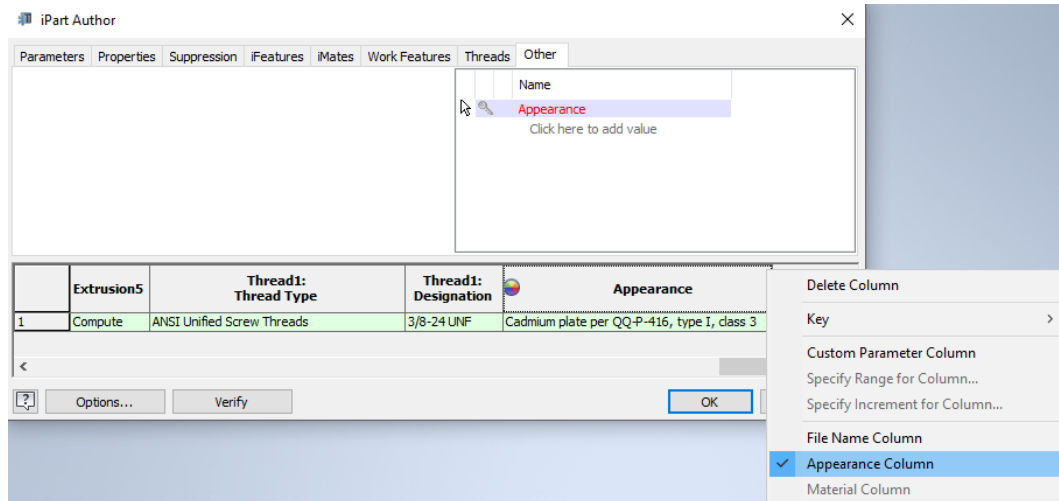 iPart Author
Parameters Properties Suppression iFeatures iMates Work Features Threads Other
Name
Appearance
Click here to add value
Extrusion5 Thread1: Thread Type Thread1: Designation Appearance
1 Compute ANSI Unified Screw Threads 3/8-24 UNF Cadmium plate per QQ-P-416, type I, class 3
? Options... Verify OK
Delete Column
Key
Custom Parameter Column
Specify Range for Column...
Specify Increment for Column...
File Name Column
Appearance Column
Material Column